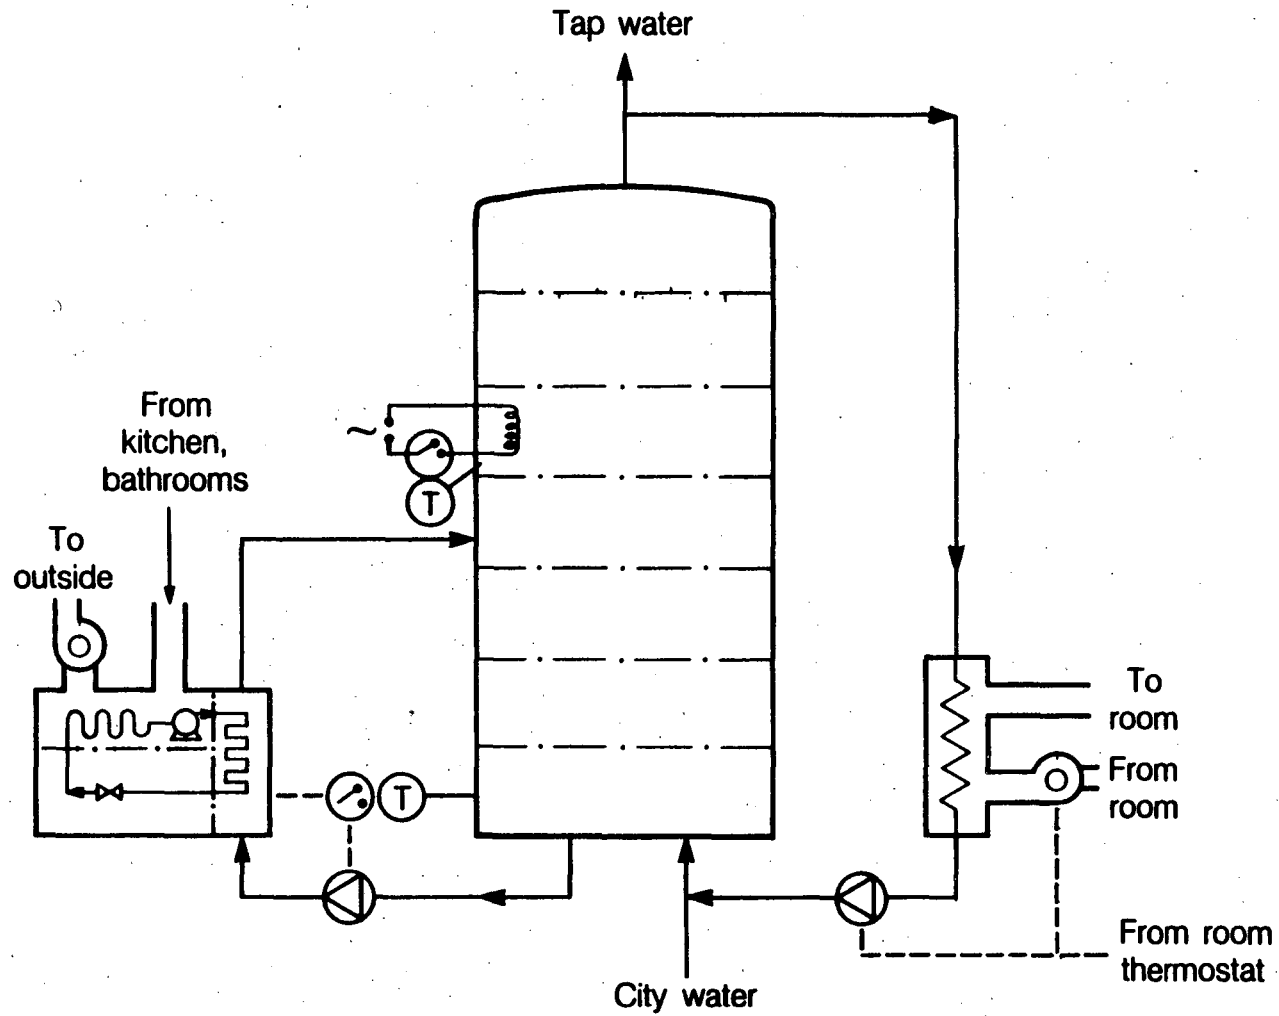 Tap water
From
kitchen,
bathrooms
To
outside
~
T
T
To
room
From
room
From room
thermostat
City water